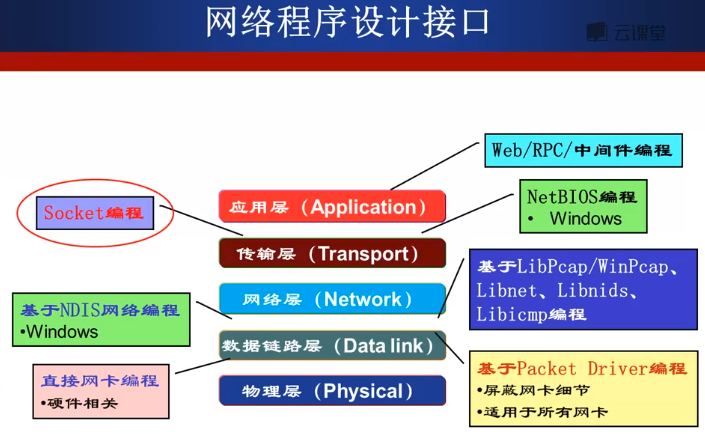 网络程序设计接口
云课堂
Web/RPC/中间件编程
应用层（Application）
Socket编程
NetBIOS编程
• Windows
传输层（Transport）
基于LibPcap/WinPcap、
Libnet、Libnids、
Libicmp编程
网络层（Network）
基于NDIS网络编程
•Windows
数据链路层（Data link）
直接网卡编程
•硬件相关
基于Packet Driver编程
•屏蔽网卡细节
•适用于所有网卡
物理层（Physical）